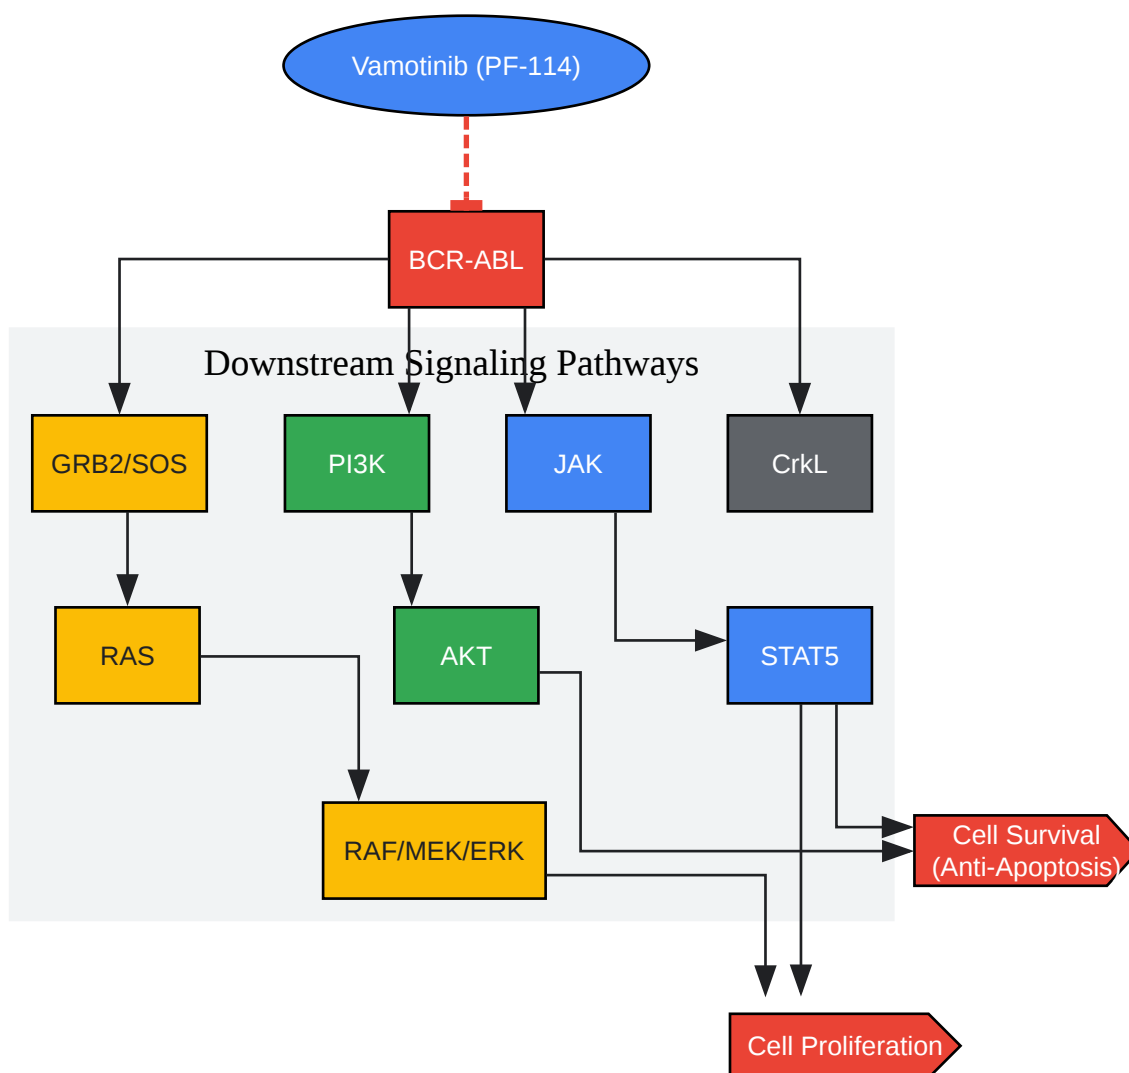 Vamotinib (PF-114)
BCR-ABL
Downstream Signaling Pathways
GRB2/SOS
PI3K
JAK
CrkL
RAS
AKT
STAT5
RAF/MEK/ERK
Cell Survival
(Anti-Apoptosis)
Cell Proliferation